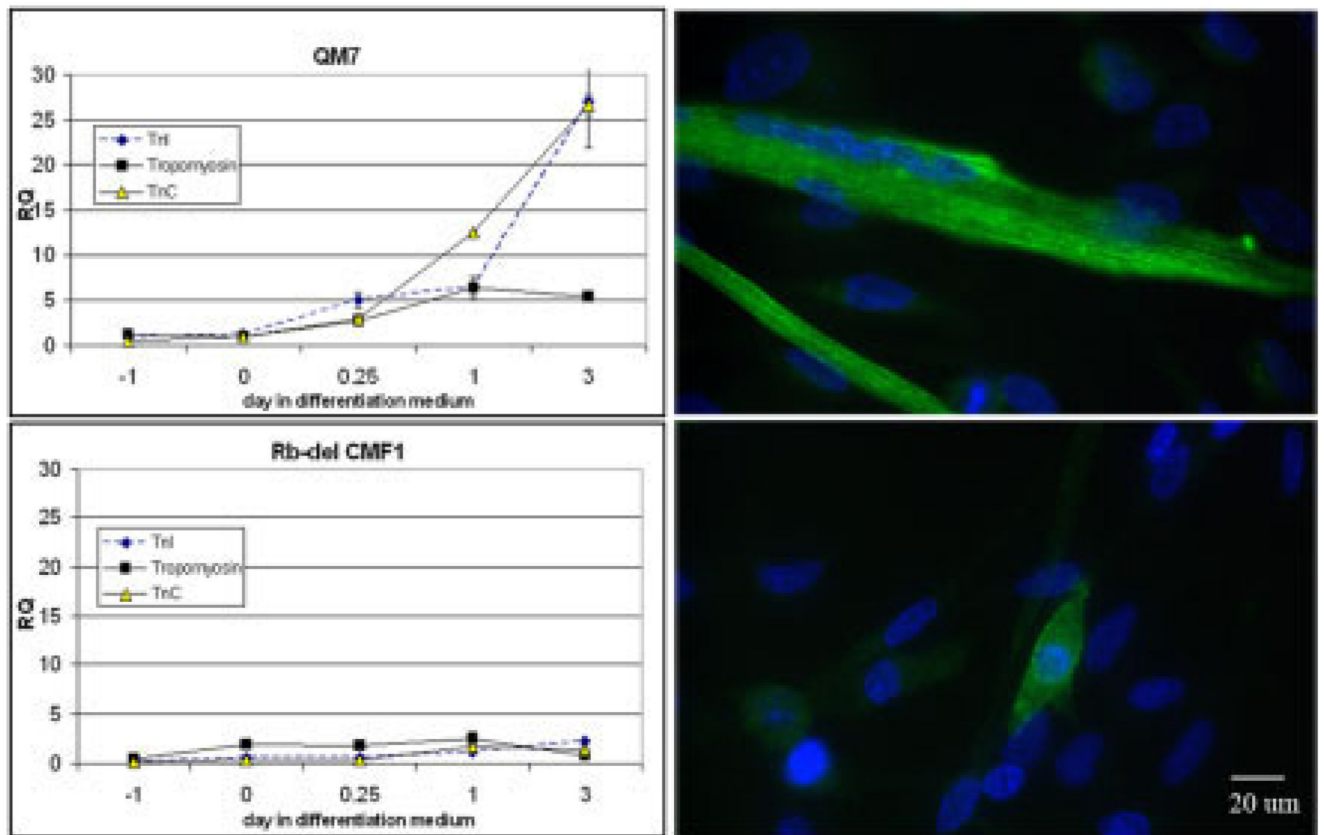 QM7
30
25
20
15
10
5
0
RQ
TnI
Tropomyosin
TnC
-1 0 0.25 1 3
day in differentiation medium
Rb-del CMF1
30
25
20
15
10
5
0
RQ
TnI
Tropomyosin
TnC
-1 0 0.25 1 3
day in differentiation medium
20 um